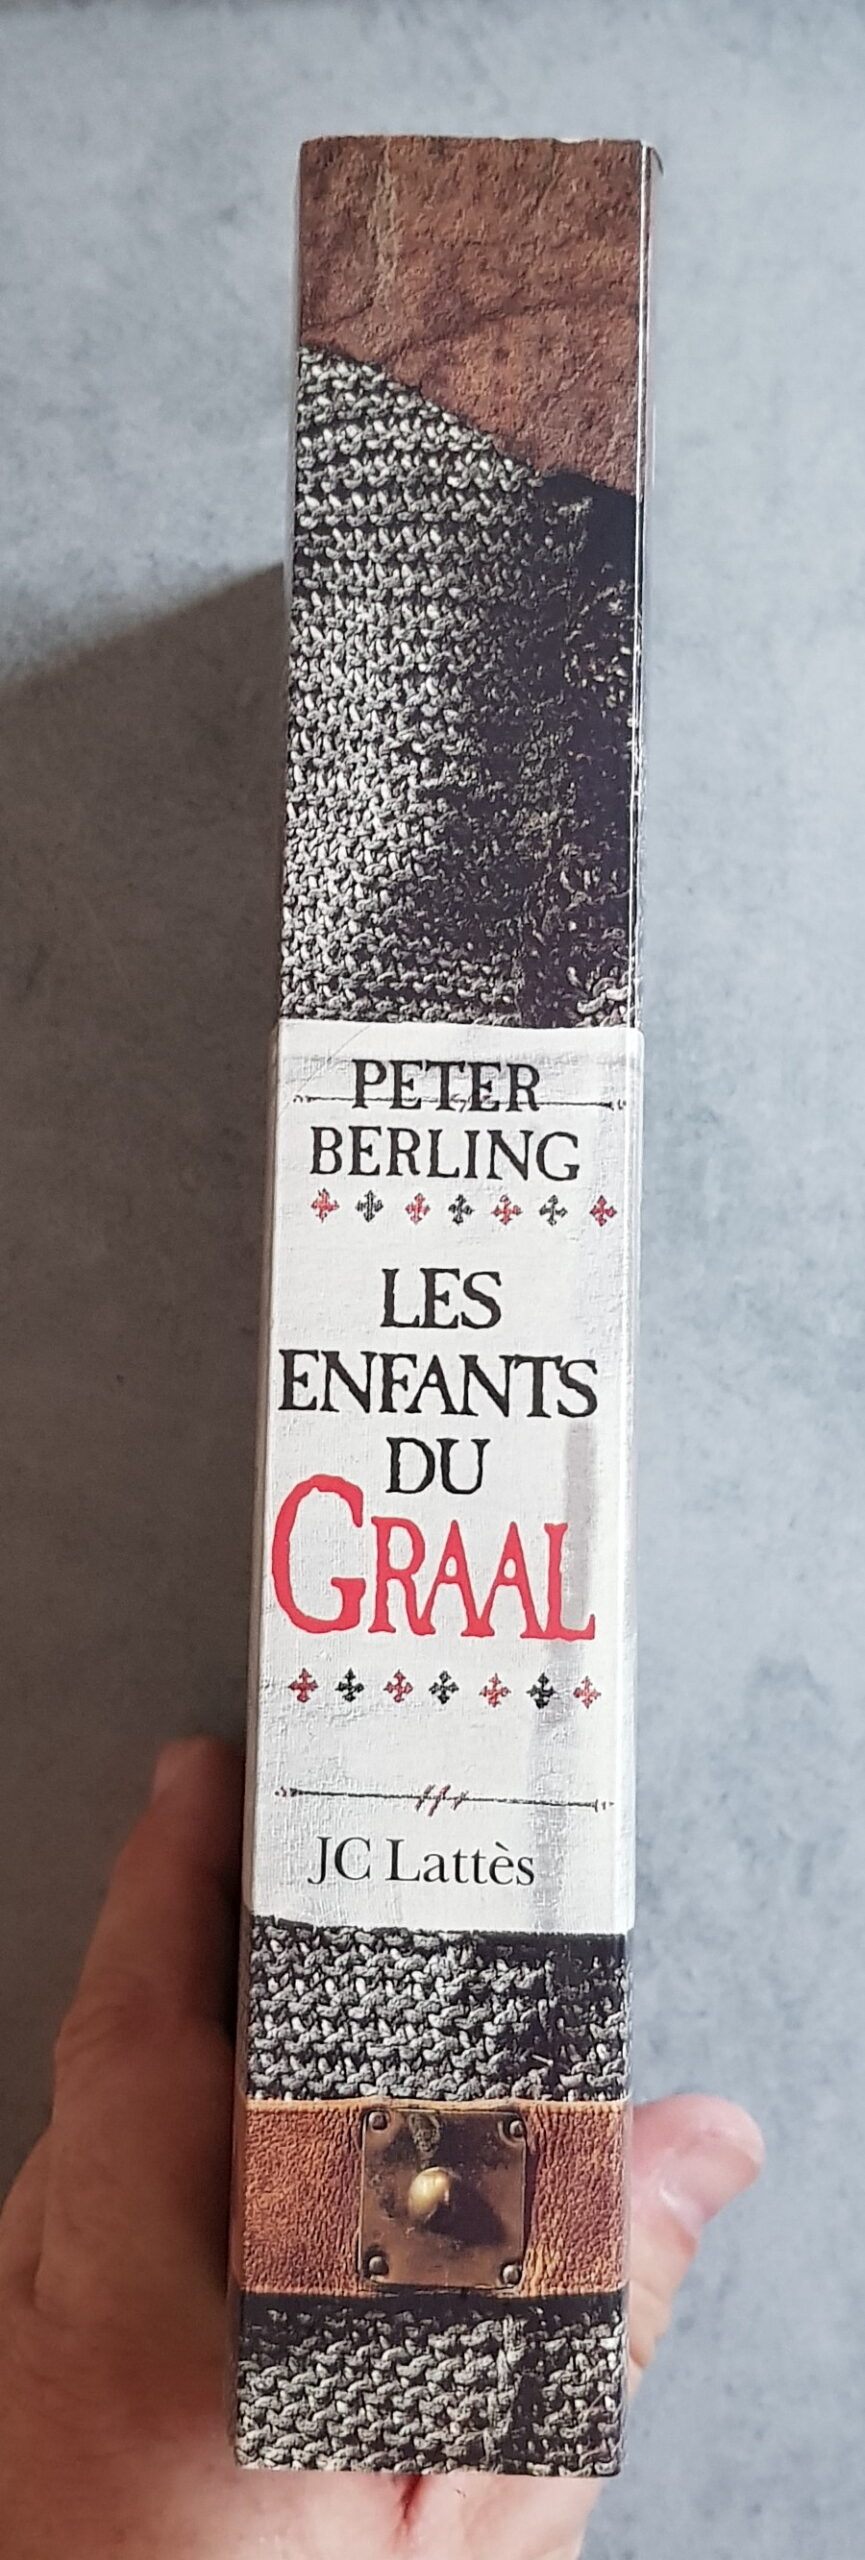 PETER
BERLING
LES
ENFANTS
DU
GRAAL
JC Lattès